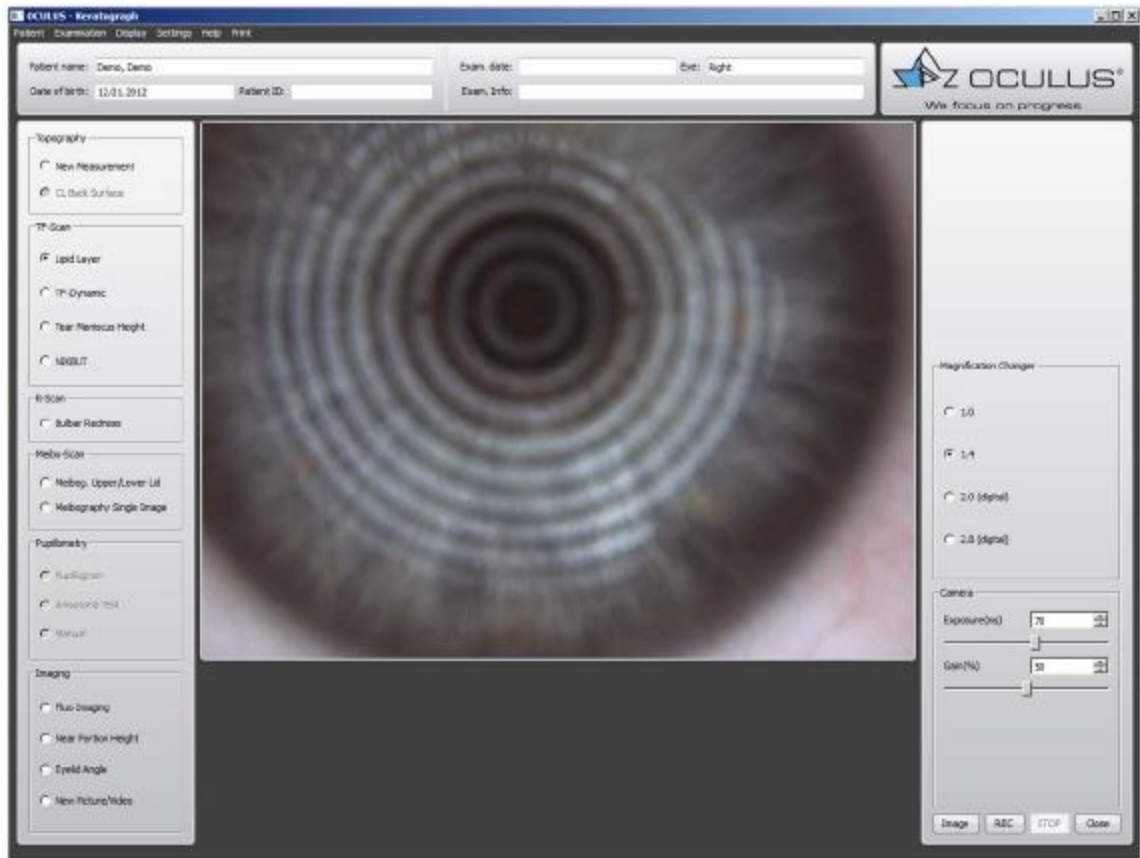 OCULUS - Keratograph
Patient Examination Display Settings Help Print
Patient name: Demo, Demo
Exam. date:
Eye: Right
Date of birth: 12.01.2012
Patient ID:
Exam. Info:
OCULUS®
We focus on progress
Topography
New Measurement
CL Back Surface
TF-Scan
Lipid Layer
TF-Dynamic
Tear Meniscus Height
NIKBUT
R-Scan
Bulbar Redness
Meibo-Scan
Meibog. Upper/Lower Lid
Meibography Single Image
Pupillometry
Pupillogram
Manual
Imaging
Fluo Imaging
Near Portion Height
Eyelid Angle
New Picture/Video
Magnification Changer
1.0
1.4
2.0 (digital)
2.8 (digital)
Camera
Exposure(ms) 70
Gain(%) 50
Image REC STOP Close